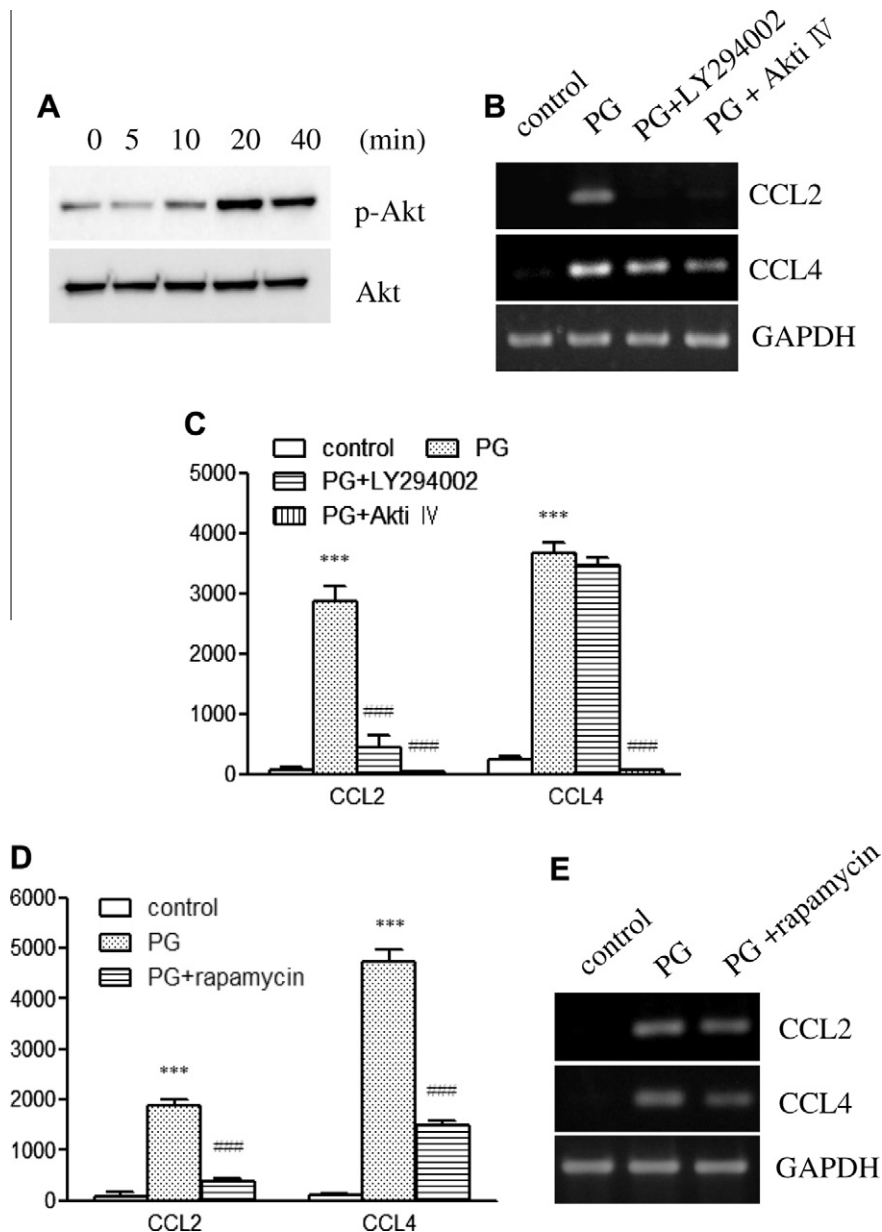 A
0 5 10 20 40 (min)
p-Akt
Akt
B
control PG PG+LY294002 PG + Akti IV
CCL2
CCL4
GAPDH
C
control PG
PG+LY294002
PG+Akti IV
5000
4000
3000
2000
1000
0
***
###
###
***
###
CCL2 CCL4
D
control
PG
PG+rapamycin
6000
5000
4000
3000
2000
1000
0
***
###
***
###
CCL2 CCL4
E
control PG PG +rapamycin
CCL2
CCL4
GAPDH